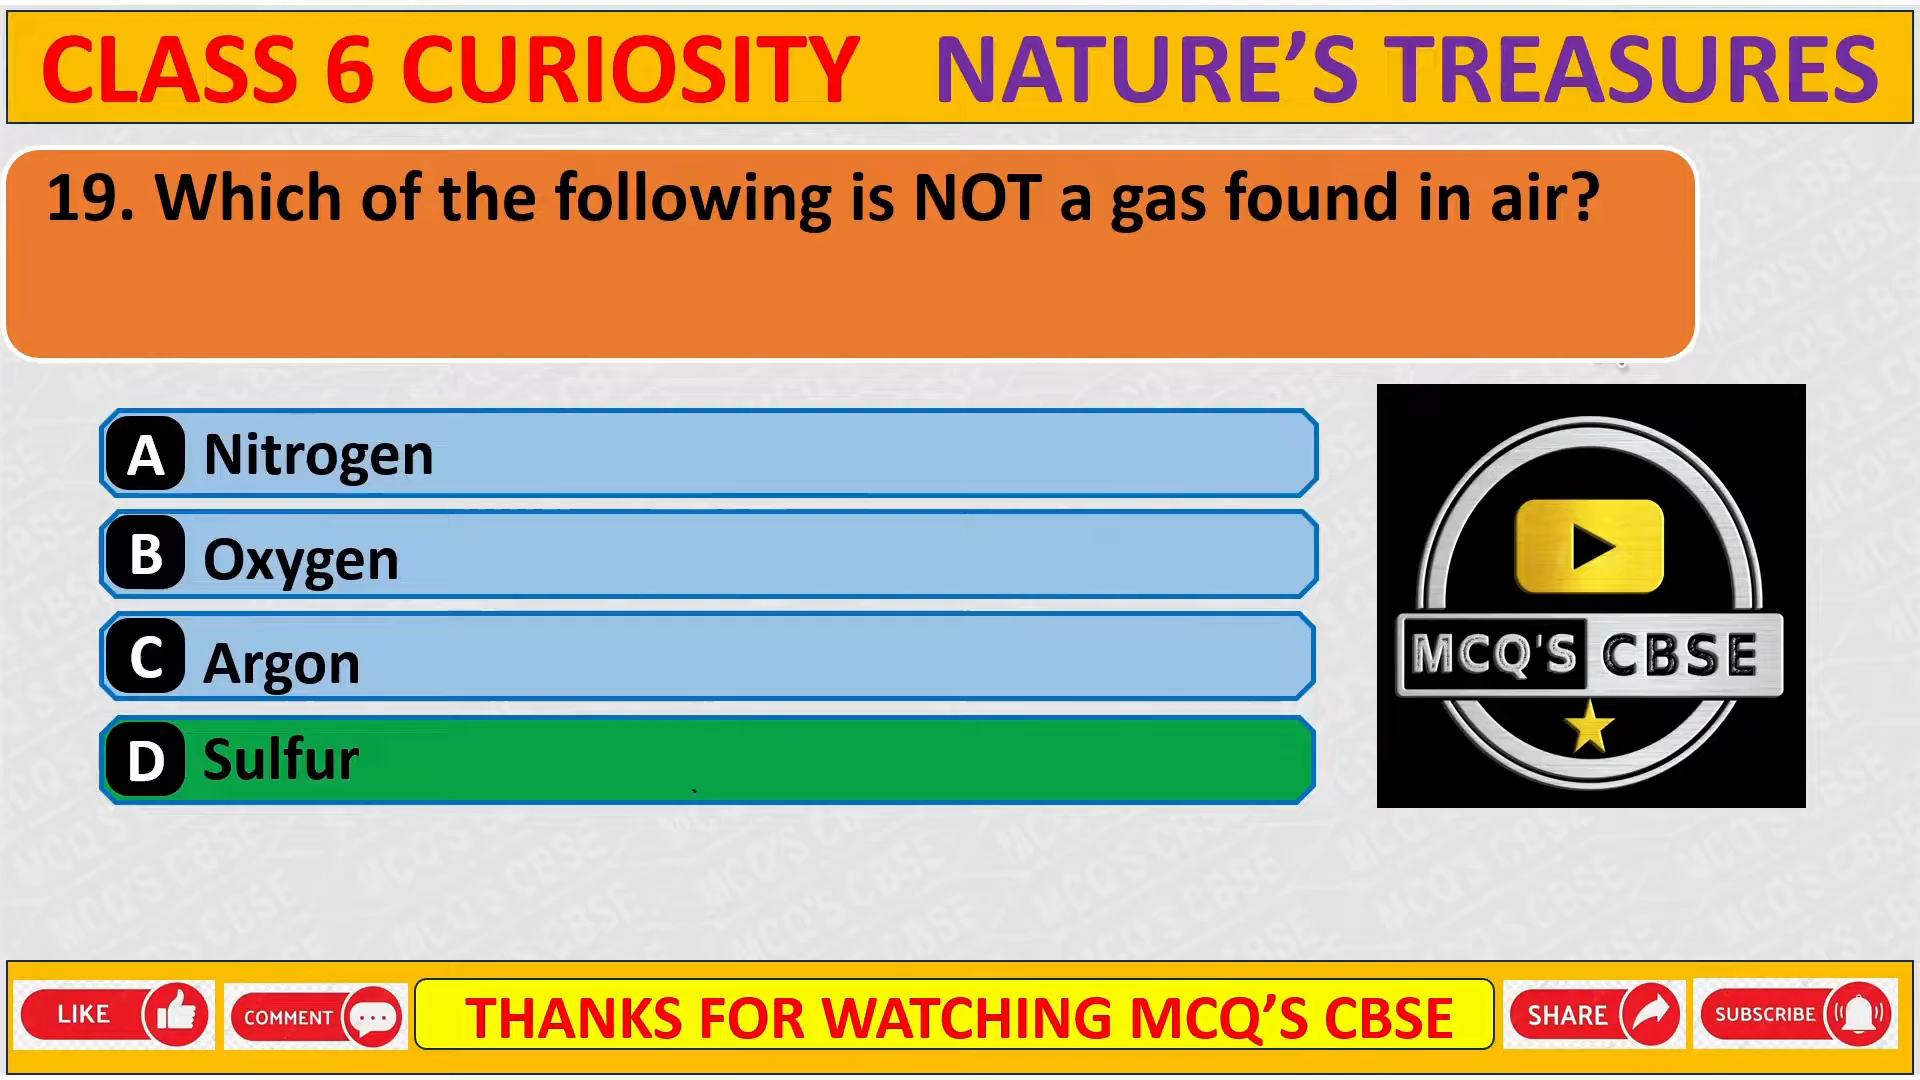 CLASS 6 CURIOSITY NATURE’S TREASURES
19. Which of the following is NOT a gas found in air?
A Nitrogen
B Oxygen
C Argon
D Sulfur
MCQ'S CBSE
LIKE
COMMENT
THANKS FOR WATCHING MCQ’S CBSE
SHARE
SUBSCRIBE